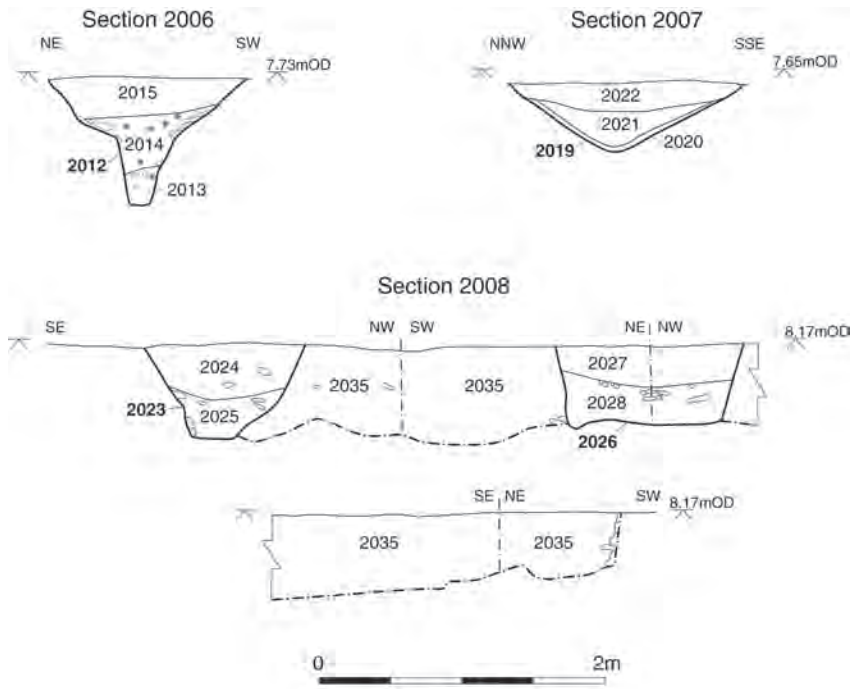 Section 2006
NE SW 7.73mOD
2015
2014
2012
2013
Section 2007
NNW SSE 7.65mOD
2022
2021
2019 2020
Section 2008
SE NW SW NE NW 8.17mOD
2024 2027
2035 2035
2023 2025 2028
2026
SE NE SW 8.17mOD
2035 2035
0 2m